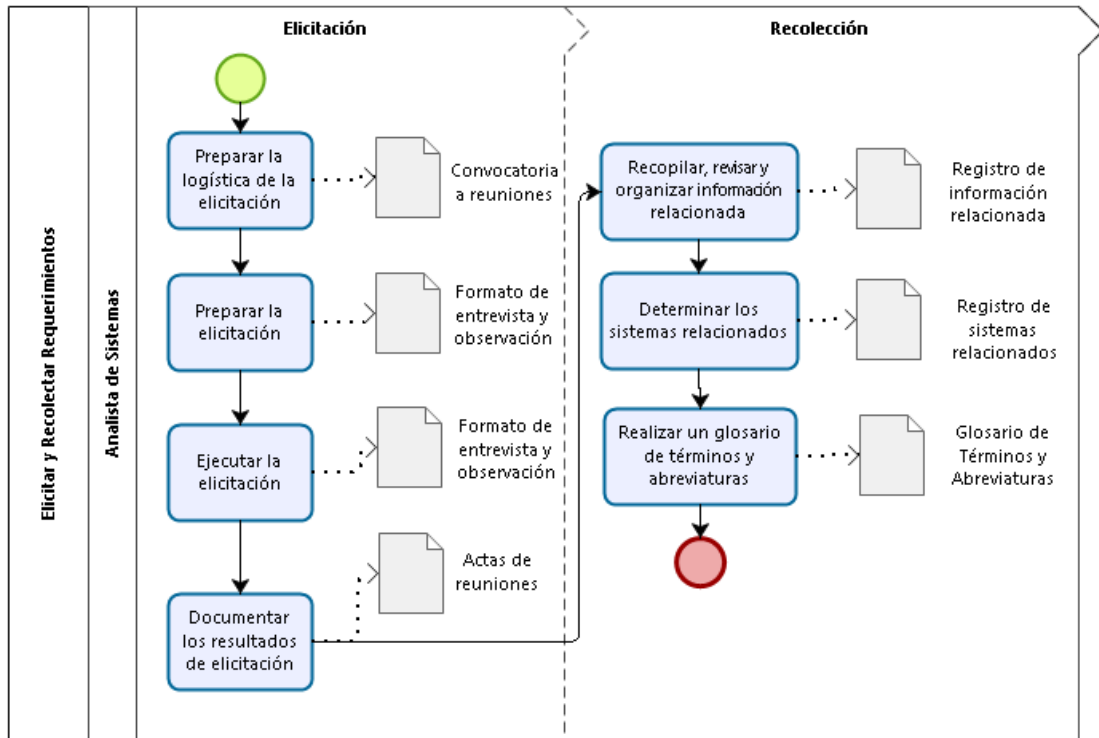 Elicitar y Recolectar Requerimientos
Analista de Sistemas
Elicitación
Preparar la
logística de la
elicitación
Convocatoria
a reuniones
Preparar la
elicitación
Formato de
entrevista y
observación
Ejecutar la
elicitación
Formato de
entrevista y
observación
Documentar
los resultados
de elicitación
Actas de
reuniones
Recolección
Recopilar, revisar y
organizar información
relacionada
Registro de
información
relacionada
Determinar los
sistemas relacionados
Registro de
sistemas
relacionados
Realizar un glosario
de términos y
abreviaturas
Glosario de
Términos y
Abreviaturas